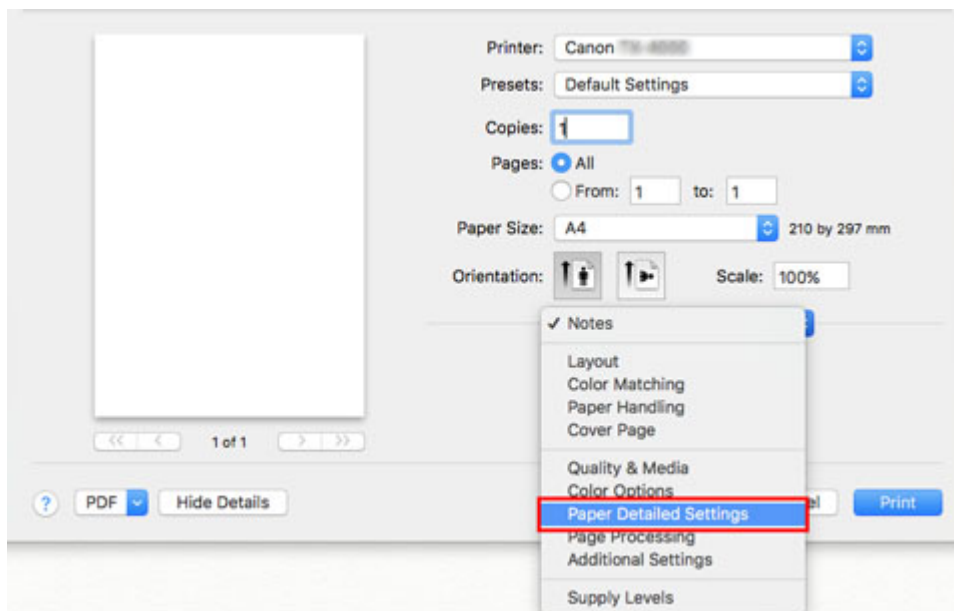 Printer: Canon
Presets: Default Settings
Copies: 1
Pages: All
From: 1 to: 1
Paper Size: A4 210 by 297 mm
Orientation: Scale: 100%
✓ Notes
Layout
Color Matching
Paper Handling
Cover Page
1 of 1
Quality & Media
Color Options
? PDF Hide Details Print
Paper Detailed Settings
Page Processing
Additional Settings
Supply Levels